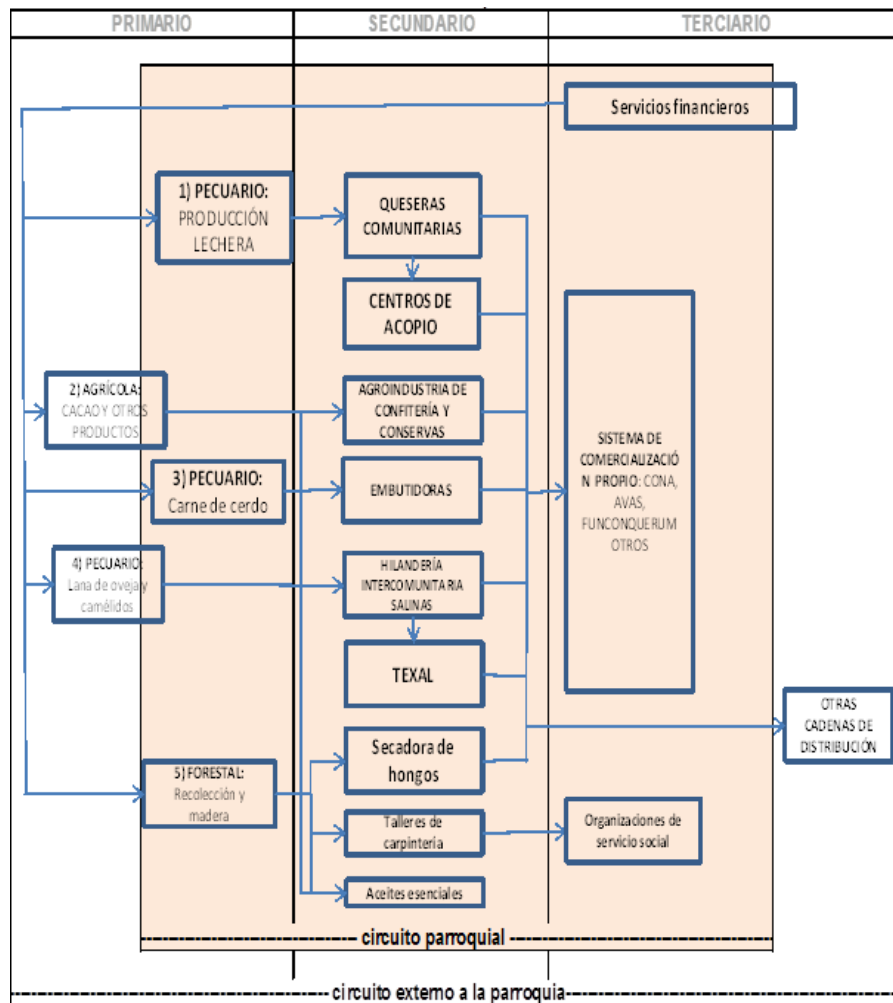 PRIMARIO
SECUNDARIO
TERCIARIO
Servicios financieros
1) PECUARIO:
PRODUCCIÓN
LECHERA
QUESERAS
COMUNITARIAS
CENTROS DE
ACOPIO
2) AGRÍCOLA:
CACAO Y OTROS
PRODUCTOS
AGROINDUSTRIA DE
CONFITERÍA Y
CONSERVAS
3) PECUARIO:
Carne de cerdo
EMBUTIDORAS
SISTEMA DE
COMERCIALIZACIÓ
N PROPIO: CONA,
AVAS,
FUNCONQUERUM
OTROS
4) PECUARIO:
Lana de oveja y
camélidos
HILANDERÍA
INTERCOMUNITARIA
SALINAS
TEXAL
OTRAS
CADENAS DE
DISTRIBUCIÓN
5) FORESTAL:
Recolección y
madera
Secadora de
hongos
Talleres de
carpintería
Organizaciones de
servicio social
Aceites esenciales
circuito parroquial
circuito externo a la parroquia